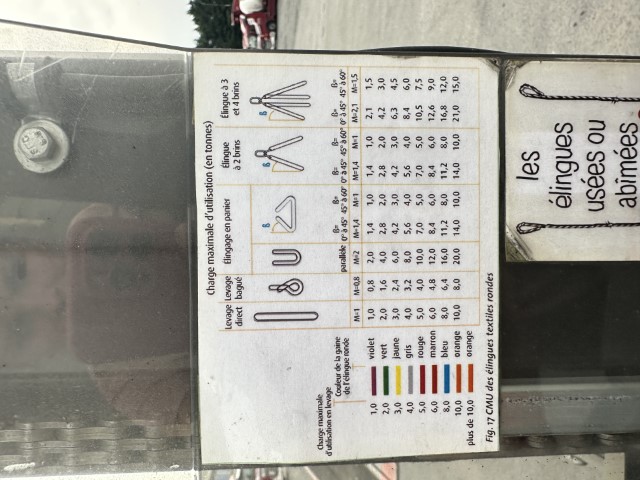 Charge maximale d'utilisation (en tonnes)
Charge maximale d'utilisation en levage
Couleur de la gaine de l'élingue ronde
Levage direct
Levage bagué
Élingage en panier
Élingue à 2 brins
Élingue à 3 et 4 brins
ß ß ß
parallèle ß= 0° à 45° ß= 45° à 60° ß= 0° à 45° ß= 45° à 60° ß= 0° à 45° ß= 45° à 60°
M=1 M=0,8 M=2 M=1,4 M=1 M=1,4 M=1 M=2,1 M=1,5
1,0 violet 1,0 0,8 2,0 1,4 1,0 1,4 1,0 2,1 1,5
2,0 vert 2,0 1,6 4,0 2,8 2,0 2,8 2,0 4,2 3,0
3,0 jaune 3,0 2,4 6,0 4,2 3,0 4,2 3,0 6,3 4,5
4,0 gris 4,0 3,2 8,0 5,6 4,0 5,6 4,0 8,4 6,0
5,0 rouge 5,0 4,0 10,0 7,0 5,0 7,0 5,0 10,5 7,5
6,0 marron 6,0 4,8 12,0 8,4 6,0 8,4 6,0 12,6 9,0
8,0 bleu 8,0 6,4 16,0 11,2 8,0 11,2 8,0 16,8 12,0
10,0 orange 10,0 8,0 20,0 14,0 10,0 14,0 10,0 21,0 15,0
plus de 10,0 orange
Fig. 17 CMU des élingues textiles rondes
les
élingues
usées ou
abimées